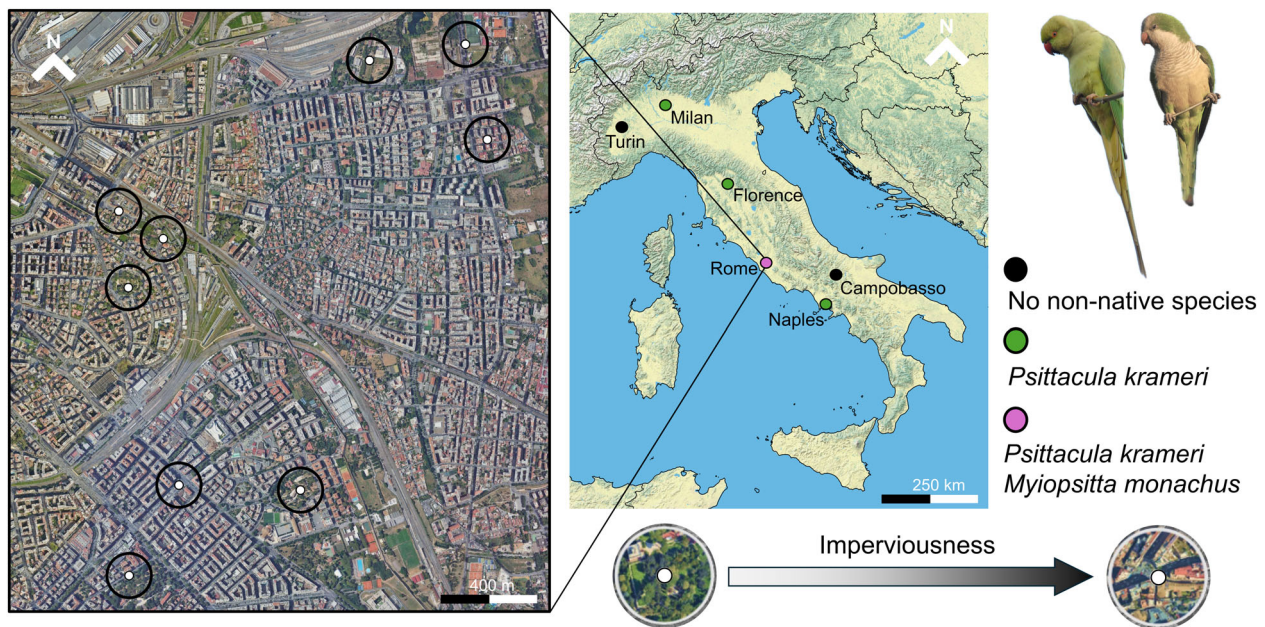 N
400 m
N
Milan
Turin
Florence
Rome
Campobasso
Naples
250 km
No non-native species
Psittacula krameri
Psittacula krameri
Myiopsitta monachus
Imperviousness